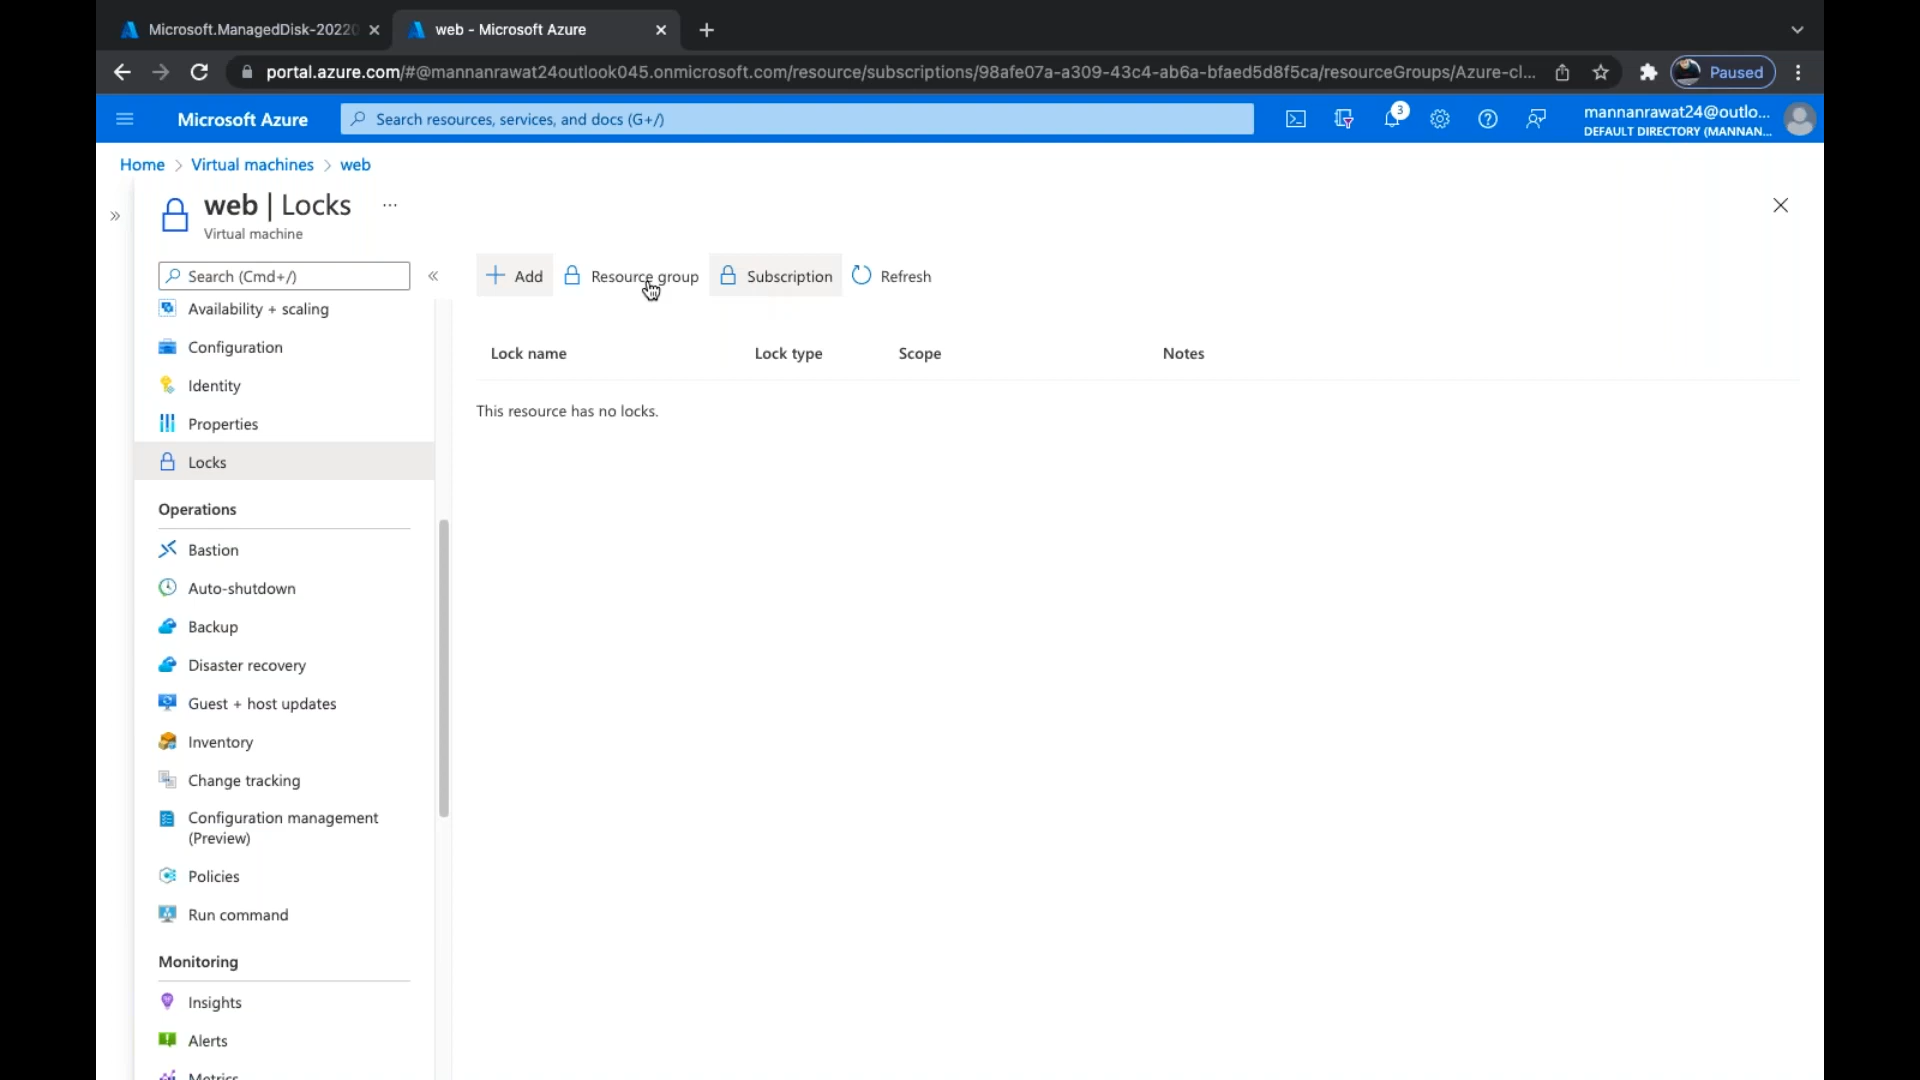 Microsoft.ManagedDisk-20220
web - Microsoft Azure
portal.azure.com/#@mannanrawat24outlook045.onmicrosoft.com/resource/subscriptions/98afe07a-a309-43c4-ab6a-bfaed5d8f5ca/resourceGroups/Azure-cl...
Paused
Microsoft Azure
Search resources, services, and docs (G+/)
3
mannanrawat24@outlo...
DEFAULT DIRECTORY (MANNAN...
Home > Virtual machines > web
web | Locks ...
Virtual machine
Search (Cmd+/)
Add
Resource group
Subscription
Refresh
Availability + scaling
Configuration
Identity
Properties
Locks
Operations
Bastion
Auto-shutdown
Backup
Disaster recovery
Guest + host updates
Inventory
Change tracking
Configuration management
(Preview)
Policies
Run command
Monitoring
Insights
Alerts
Metrics
Lock name
Lock type
Scope
Notes
This resource has no locks.